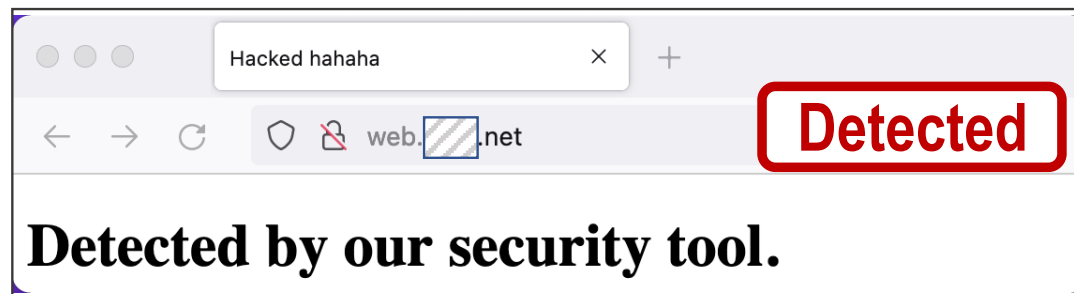 Hacked hahaha
web. .net
Detected
Detected by our security tool.